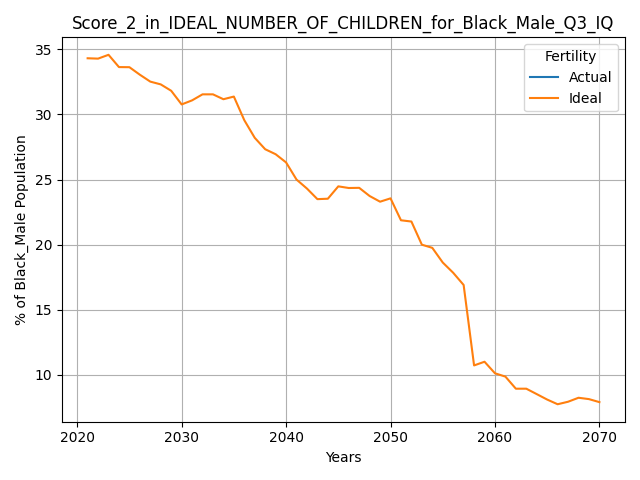 Score_2_in_IDEAL_NUMBER_OF_CHILDREN_for_Black_Male_Q3_IQ
Fertility
Actual
Ideal
% of Black_Male Population
35
30
25
20
15
10
2020 2030 2040 2050 2060 2070
Years